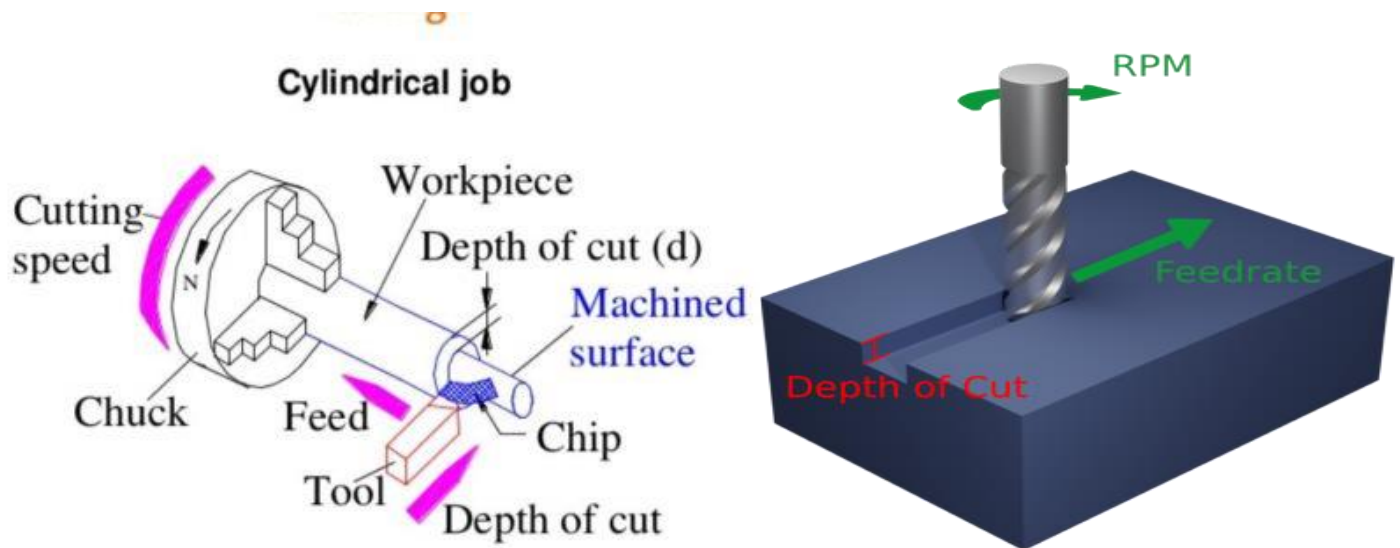 Cylindrical job
Cutting
speed
N
Workpiece
Depth of cut (d)
Machined
surface
Chuck
Feed
Chip
Tool
Depth of cut
RPM
Feedrate
Depth of Cut